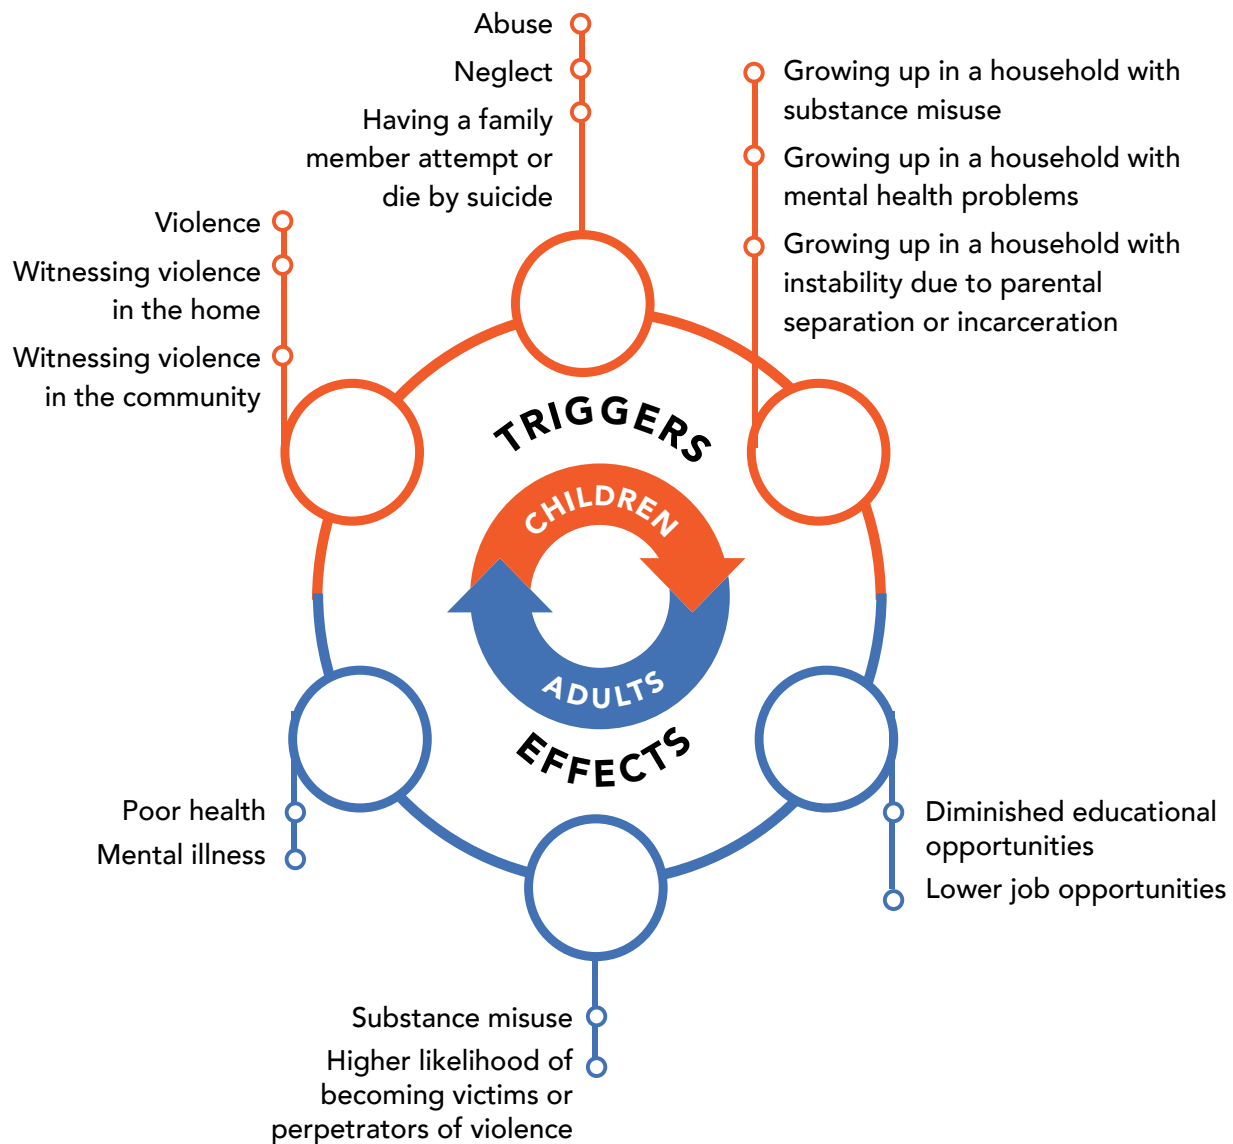 Abuse
Neglect
Having a family
member attempt or
die by suicide
Growing up in a household with
substance misuse
Growing up in a household with
mental health problems
Growing up in a household with
instability due to parental
separation or incarceration
Violence
Witnessing violence
in the home
Witnessing violence
in the community
TRIGGERS
CHILDREN
ADULTS
EFFECTS
Poor health
Mental illness
Diminished educational
opportunities
Lower job opportunities
Substance misuse
Higher likelihood of
becoming victims or
perpetrators of violence